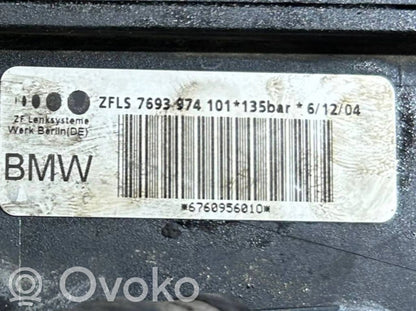 ZFLS 7693 974 101*135bar * 6/12/04
ZF Lenksysteme
Werk Berlin(DE)
BMW
*6760956010*
Ovoko